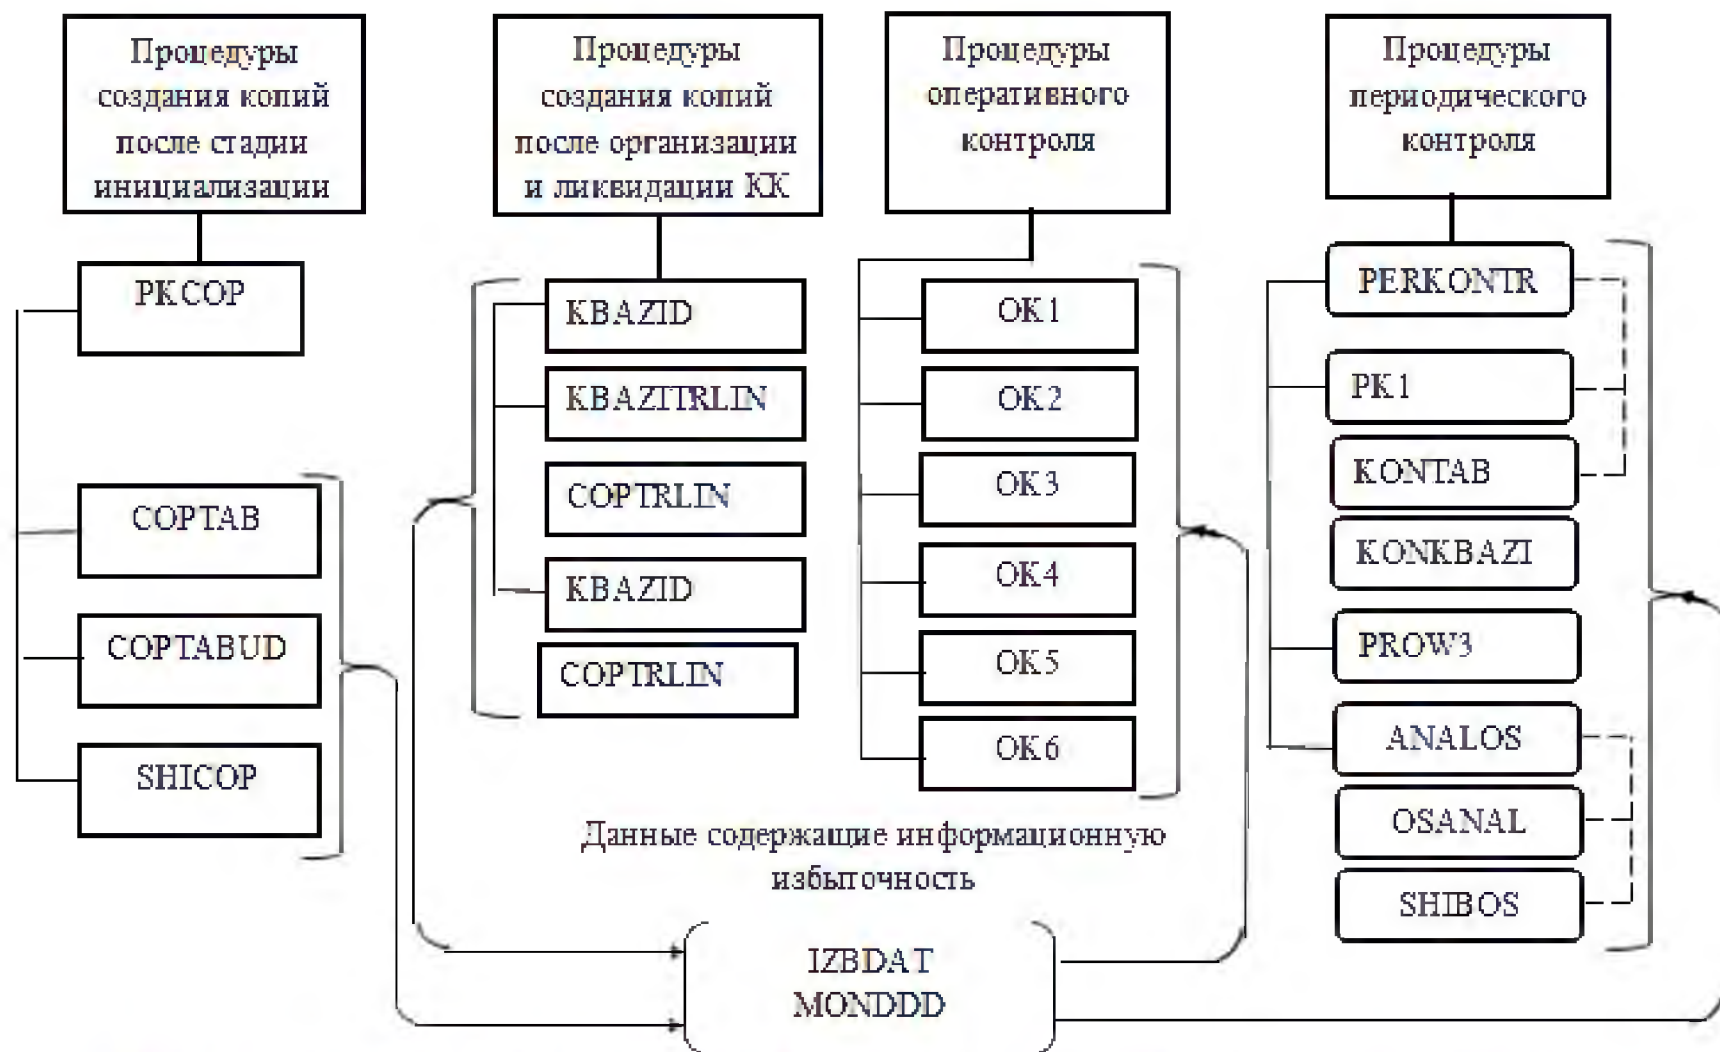 Процедуры
создания копий
после стадии
инициализации
Процедуры
создания копий
после организации
и ликвидации КК
Процедуры
оперативного
контроля
Процедуры
периодического
контроля
PKCOP
COPTAB
COPTABUD
SHICOP
KBAZID
KBAZITRLIN
COPTRLIN
KBAZID
COPTRLIN
OK1
OK2
OK3
OK4
OK5
OK6
PERKONTR
PK1
KONTAB
KONKBAZI
PROW3
ANALOS
OSANAL
SHIBOS
Данные содержащие информационную
избыточность
IZBDAT
MONDDD